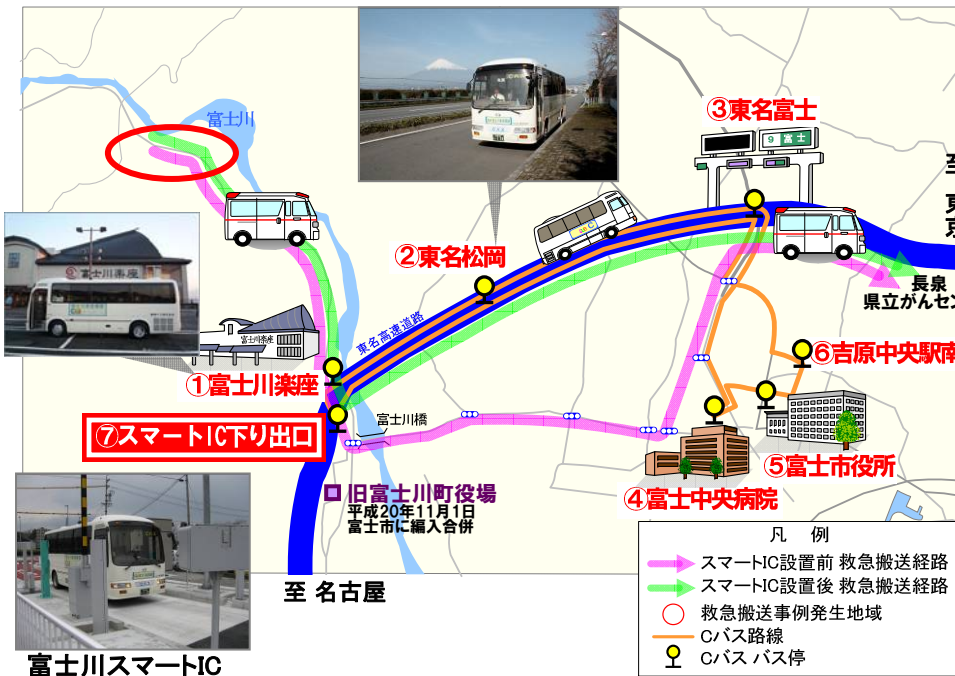 富士川
③東名富士
9 富士
至
東
京
富士川楽座
②東名松岡
長泉
県立がんセン
東名高速道路
富士川楽座
①富士川楽座
⑥吉原中央駅南
⑦スマートIC下り出口
富士川橋
⑤富士市役所
旧富士川町役場
平成20年11月1日
富士市に編入合併
④富士中央病院
凡 例
スマートIC設置前 救急搬送経路
スマートIC設置後 救急搬送経路
救急搬送事例発生地域
Cバス路線
Cバス バス停
至 名古屋
富士川スマートIC